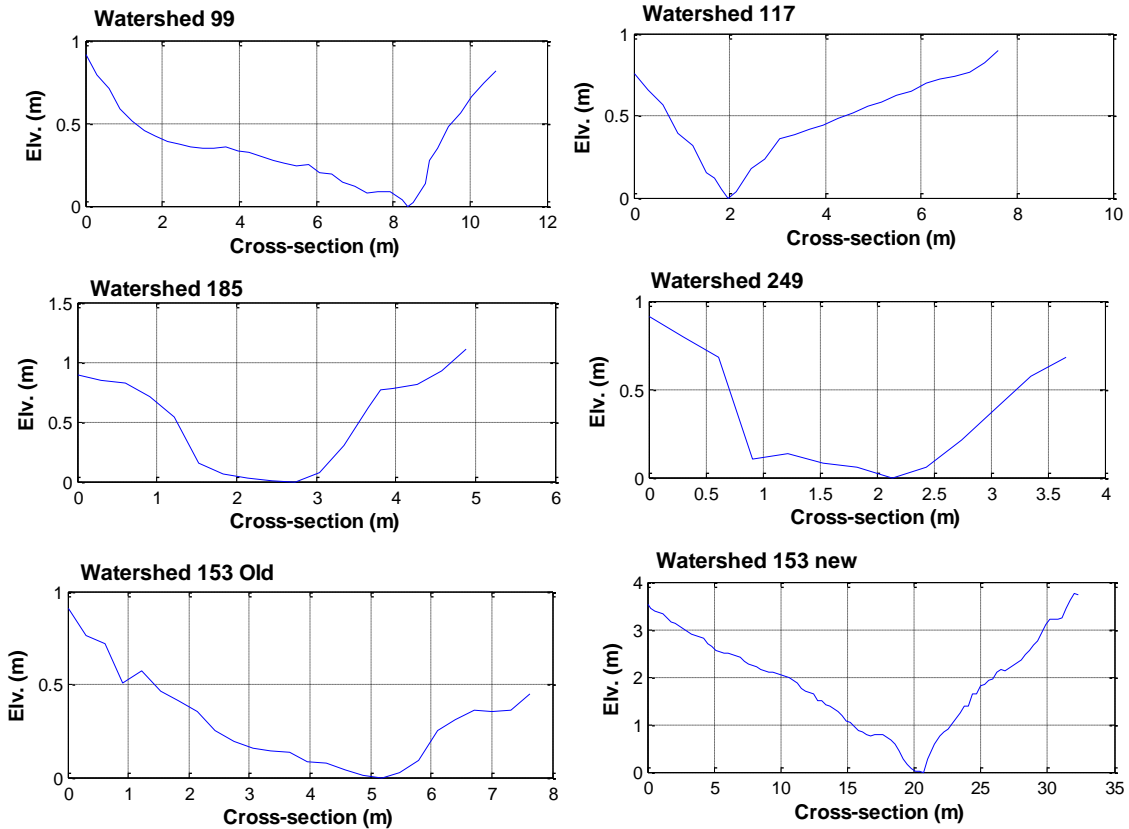 Watershed 99
1
0.5
0
Elv. (m)
0 2 4 6 8 10 12
Cross-section (m)
Watershed 117
1
0.5
0
Elv. (m)
0 2 4 6 8 10
Cross-section (m)
Watershed 185
1.5
1
0.5
0
Elv. (m)
0 1 2 3 4 5 6
Cross-section (m)
Watershed 249
1
0.5
0
Elv. (m)
0 0.5 1 1.5 2 2.5 3 3.5 4
Cross-section (m)
Watershed 153 Old
1
0.5
0
Elv. (m)
0 1 2 3 4 5 6 7 8
Cross-section (m)
Watershed 153 new
4
3
2
1
0
Elv. (m)
0 5 10 15 20 25 30 35
Cross-section (m)